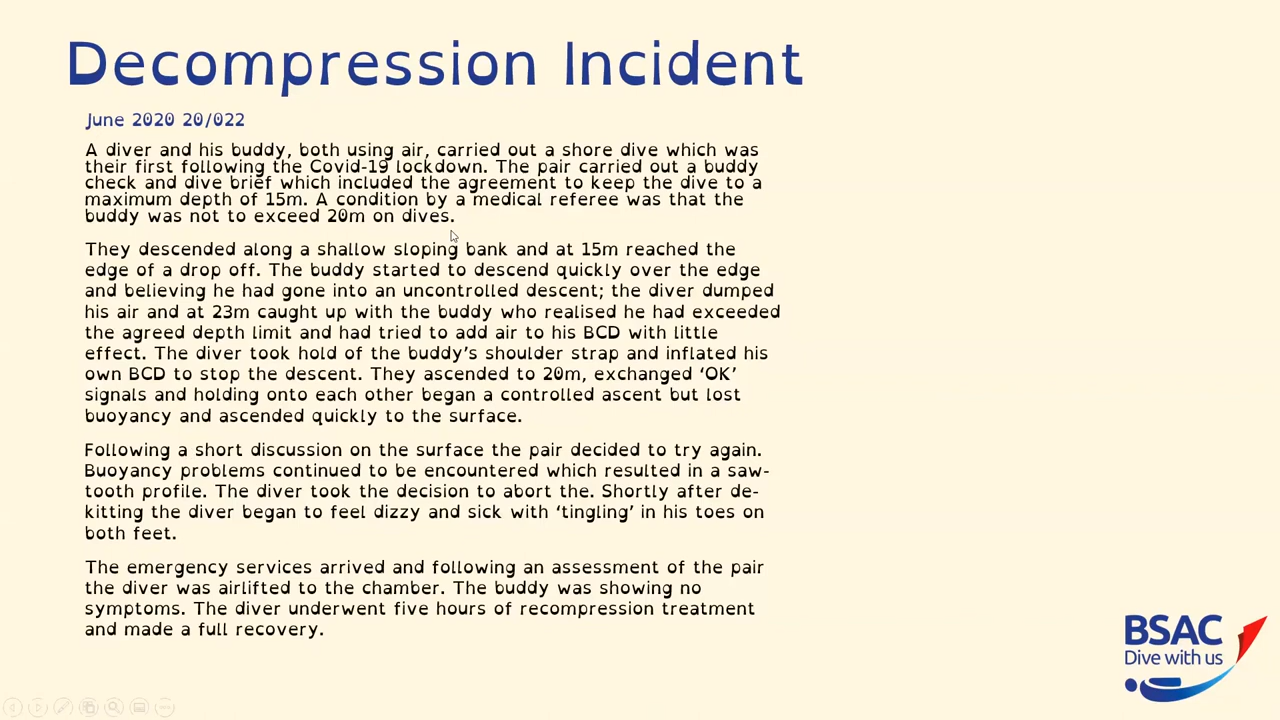 Decompression Incident
June 2020 20/022
A diver and his buddy, both using air, carried out a shore dive which was
their first following the Covid-19 lockdown. The pair carried out a buddy
check and dive brief which included the agreement to keep the dive to a
maximum depth of 15m. A condition by a medical referee was that the
buddy was not to exceed 20m on dives.
They descended along a shallow sloping bank and at 15m reached the
edge of a drop off. The buddy started to descend quickly over the edge
and believing he had gone into an uncontrolled descent; the diver dumped
his air and at 23m caught up with the buddy who realised he had exceeded
the agreed depth limit and had tried to add air to his BCD with little
effect. The diver took hold of the buddy’s shoulder strap and inflated his
own BCD to stop the descent. They ascended to 20m, exchanged ‘OK’
signals and holding onto each other began a controlled ascent but lost
buoyancy and ascended quickly to the surface.
Following a short discussion on the surface the pair decided to try again.
Buoyancy problems continued to be encountered which resulted in a saw-
tooth profile. The diver took the decision to abort the. Shortly after de-
kitting the diver began to feel dizzy and sick with ‘tingling’ in his toes on
both feet.
The emergency services arrived and following an assessment of the pair
the diver was airlifted to the chamber. The buddy was showing no
symptoms. The diver underwent five hours of recompression treatment
and made a full recovery.
BSAC
Dive with us